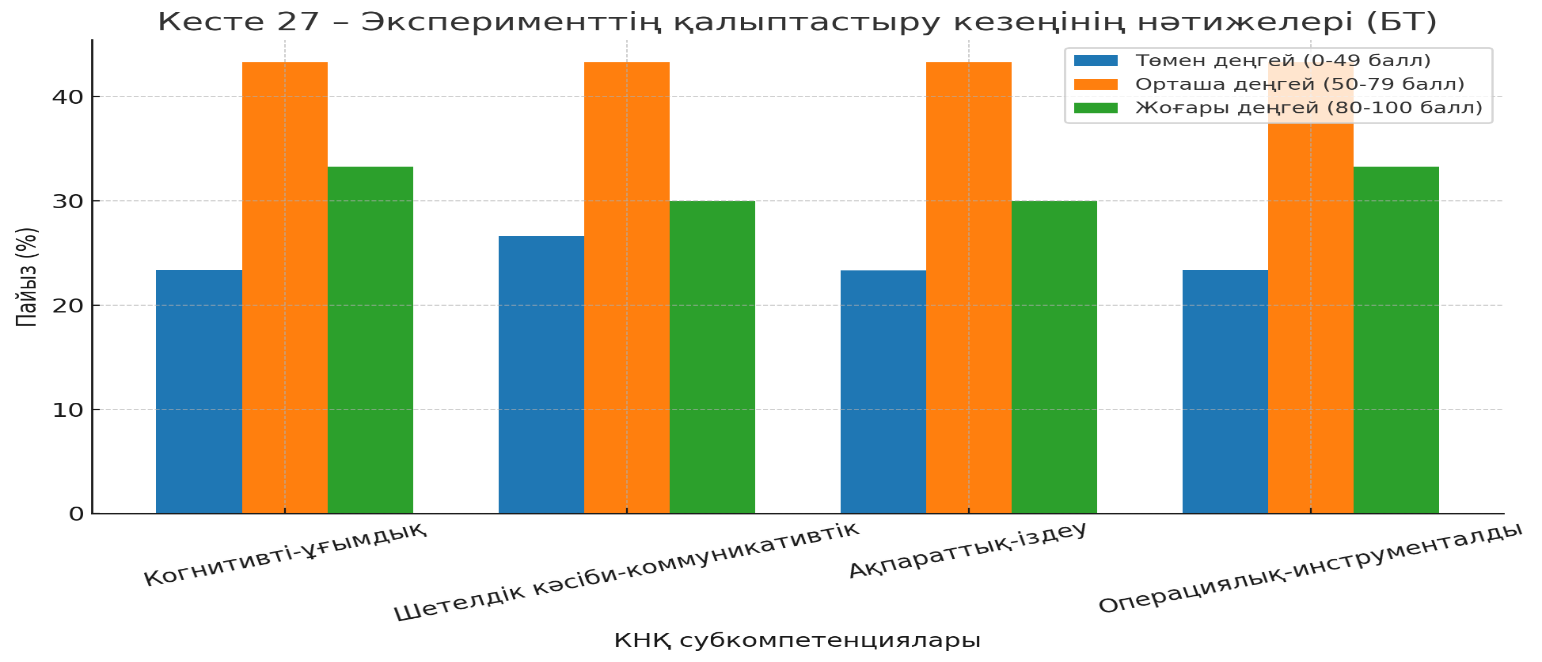 Кесте 27 – Эксперименттің қалыптастыру кезеңінің нәтижелері (БТ)
Төмен деңгей (0-49 балл)
Орташа деңгей (50-79 балл)
Жоғары деңгей (80-100 балл)
Пайыз (%)
40
30
20
10
0
Когнитивті-ұғымдық
Шетелдік кәсіби-коммуникативтік
Ақпараттық-іздеу
Операциялық-инструменталды
КНҚ субкомпетенциялары